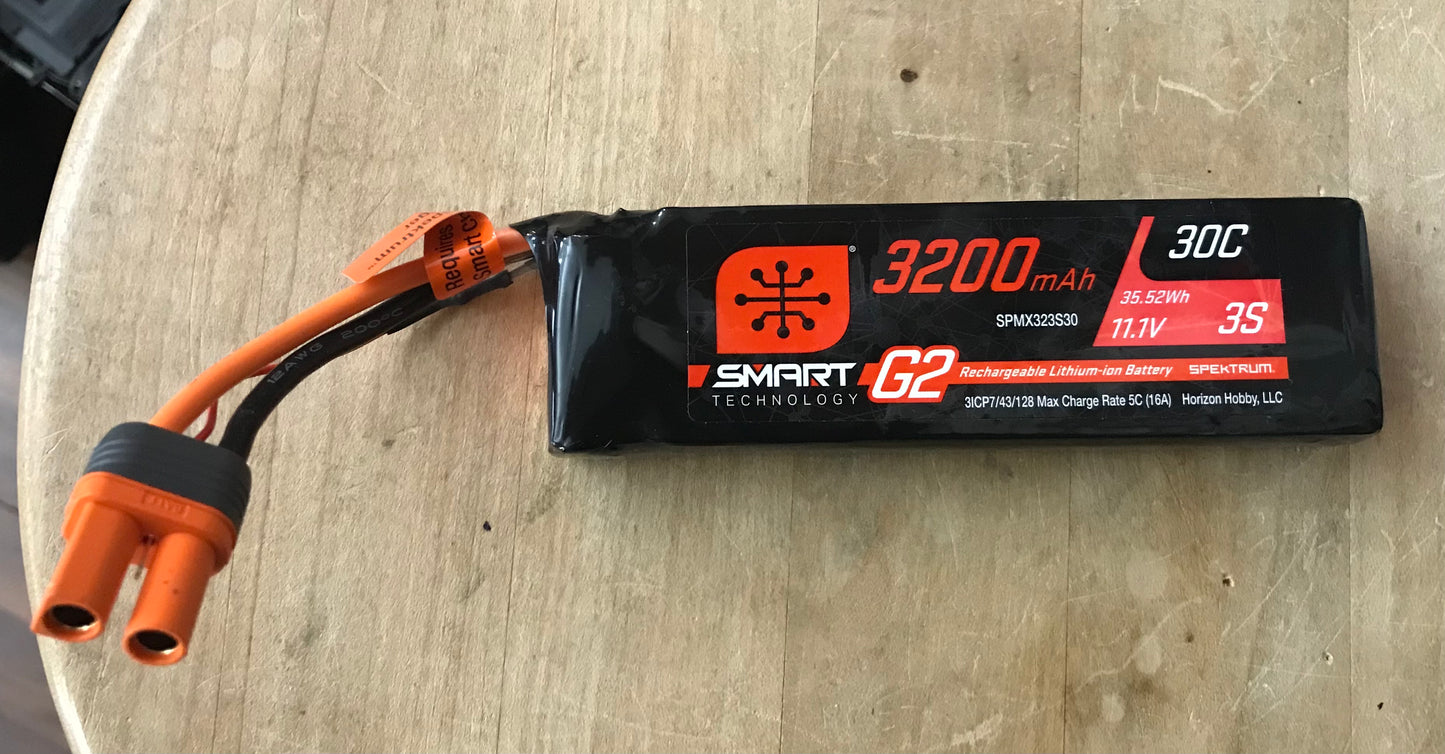 3200mAh
30C
35.52Wh
11.1V
3S
SPMX323S30
®
SMART
TECHNOLOGY
G2
Rechargeable Lithium-ion Battery
SPEKTRUM
3ICP7/43/128 Max Charge Rate 5C (16A) Horizon Hobby, LLC
Requires
Smart
12AWG 200°C